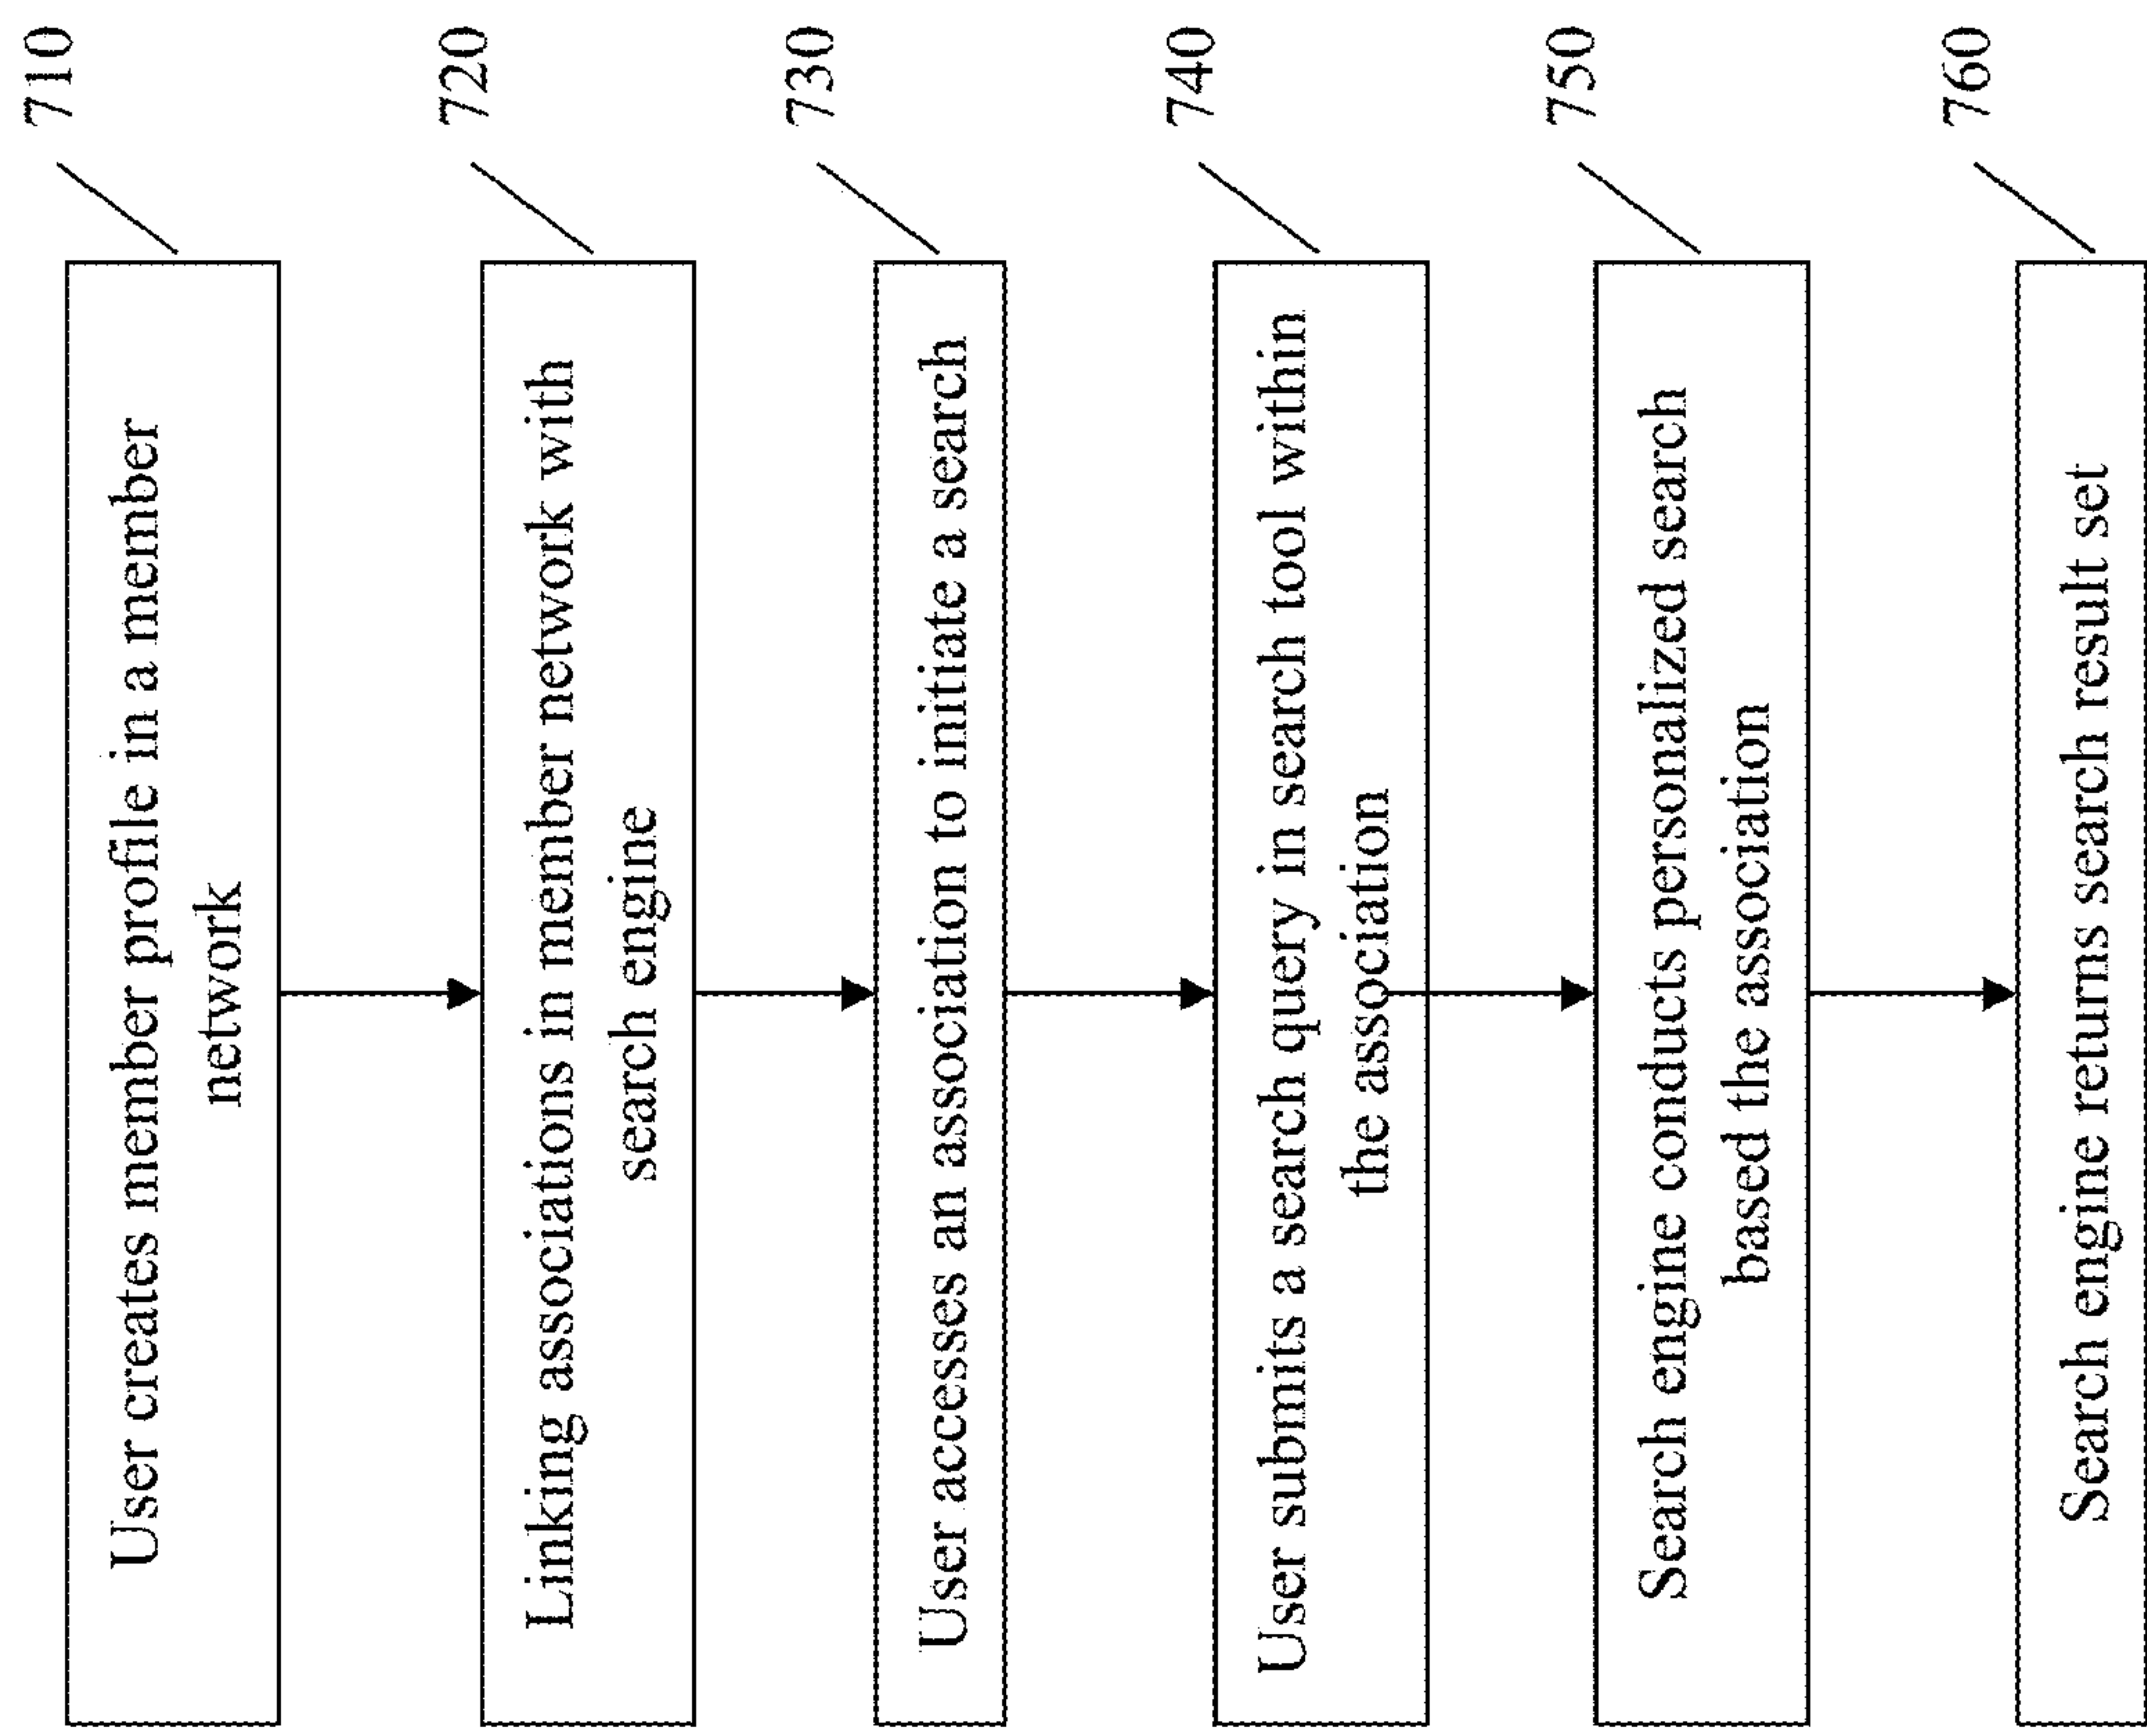 710
User creates member profile in a member
network
720
Linking associations in member network with
search engine
730
User accesses an association to initiate a search
740
User submits a search query in search tool within
the association
750
Search engine conducts personalized search
based the association
760
Search engine returns search result set